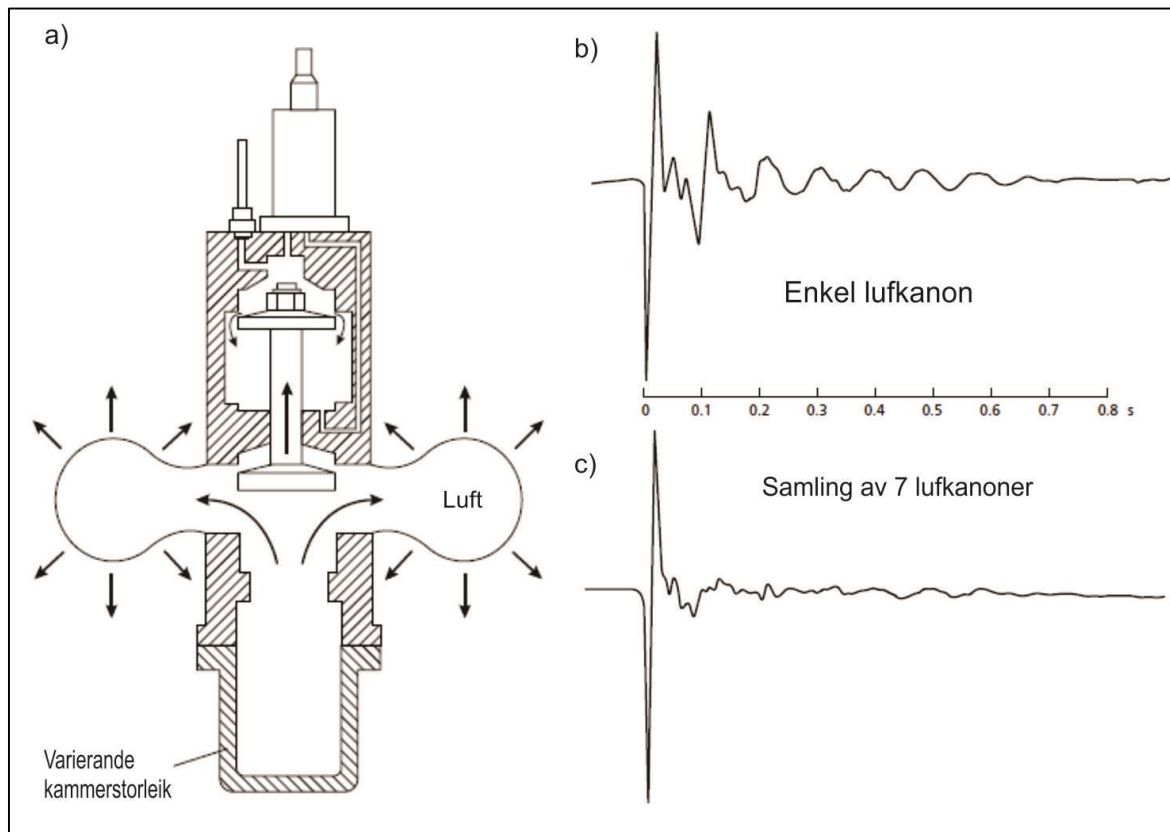 a)
Luft
Varierande
kammerstorleik
b)
Enkel lufkanon
0 0.1 0.2 0.3 0.4 0.5 0.6 0.7 0.8 s
c)
Samling av 7 lufkanoner